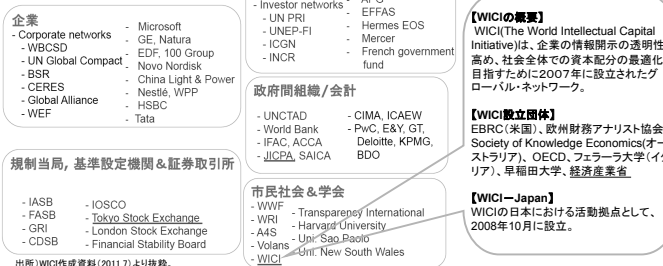 企業
- Corporate networks
- WBCSD
- UN Global Compact
- BSR
- CERES
- Global Alliance
- WEF
- Microsoft
- GE, Natura
- EDF, 100 Group
- Novo Nordisk
- China Light & Power
- Nestlé, WPP
- HSBC
- Tata
- Investor networks
- UN PRI
- UNEP-FI
- ICGN
- INCR
- EFFAS
- Hermes EOS
- Mercer
- French government
fund
政府間組織/会計
- UNCTAD
- World Bank
- IFAC, ACCA
- JICPA, SAICA
- CIMA, ICAEW
- PwC, E&Y, GT,
Deloitte, KPMG,
BDO
規制当局, 基準設定機関&証券取引所
- IASB
- FASB
- GRI
- CDSB
- IOSCO
- Tokyo Stock Exchange
- London Stock Exchange
- Financial Stability Board
市民社会&学会
- WWF
- WRI
- A4S
- Volans
- WICI
- Transparency International
- Harvard University
- Uni. Sao Paolo
- Uni. New South Wales
出所)WICI作成資料(2011.7)より抜粋。
【WICIの概要】
WICI(The World Intellectual Capital
Initiative)は、企業の情報開示の透明性
高め、社会全体での資本配分の最適化
目指すために2007年に設立されたグ
ローバル・ネットワーク。
【WICI設立団体】
EBRC(米国)、欧州財務アナリスト協会
Society of Knowledge Economics(オー
ストラリア)、OECD、フェラーラ大学(イタ
リア)、早稲田大学、経済産業省
【WICIーJapan】
WICIの日本における活動拠点として、
2008年10月に設立。